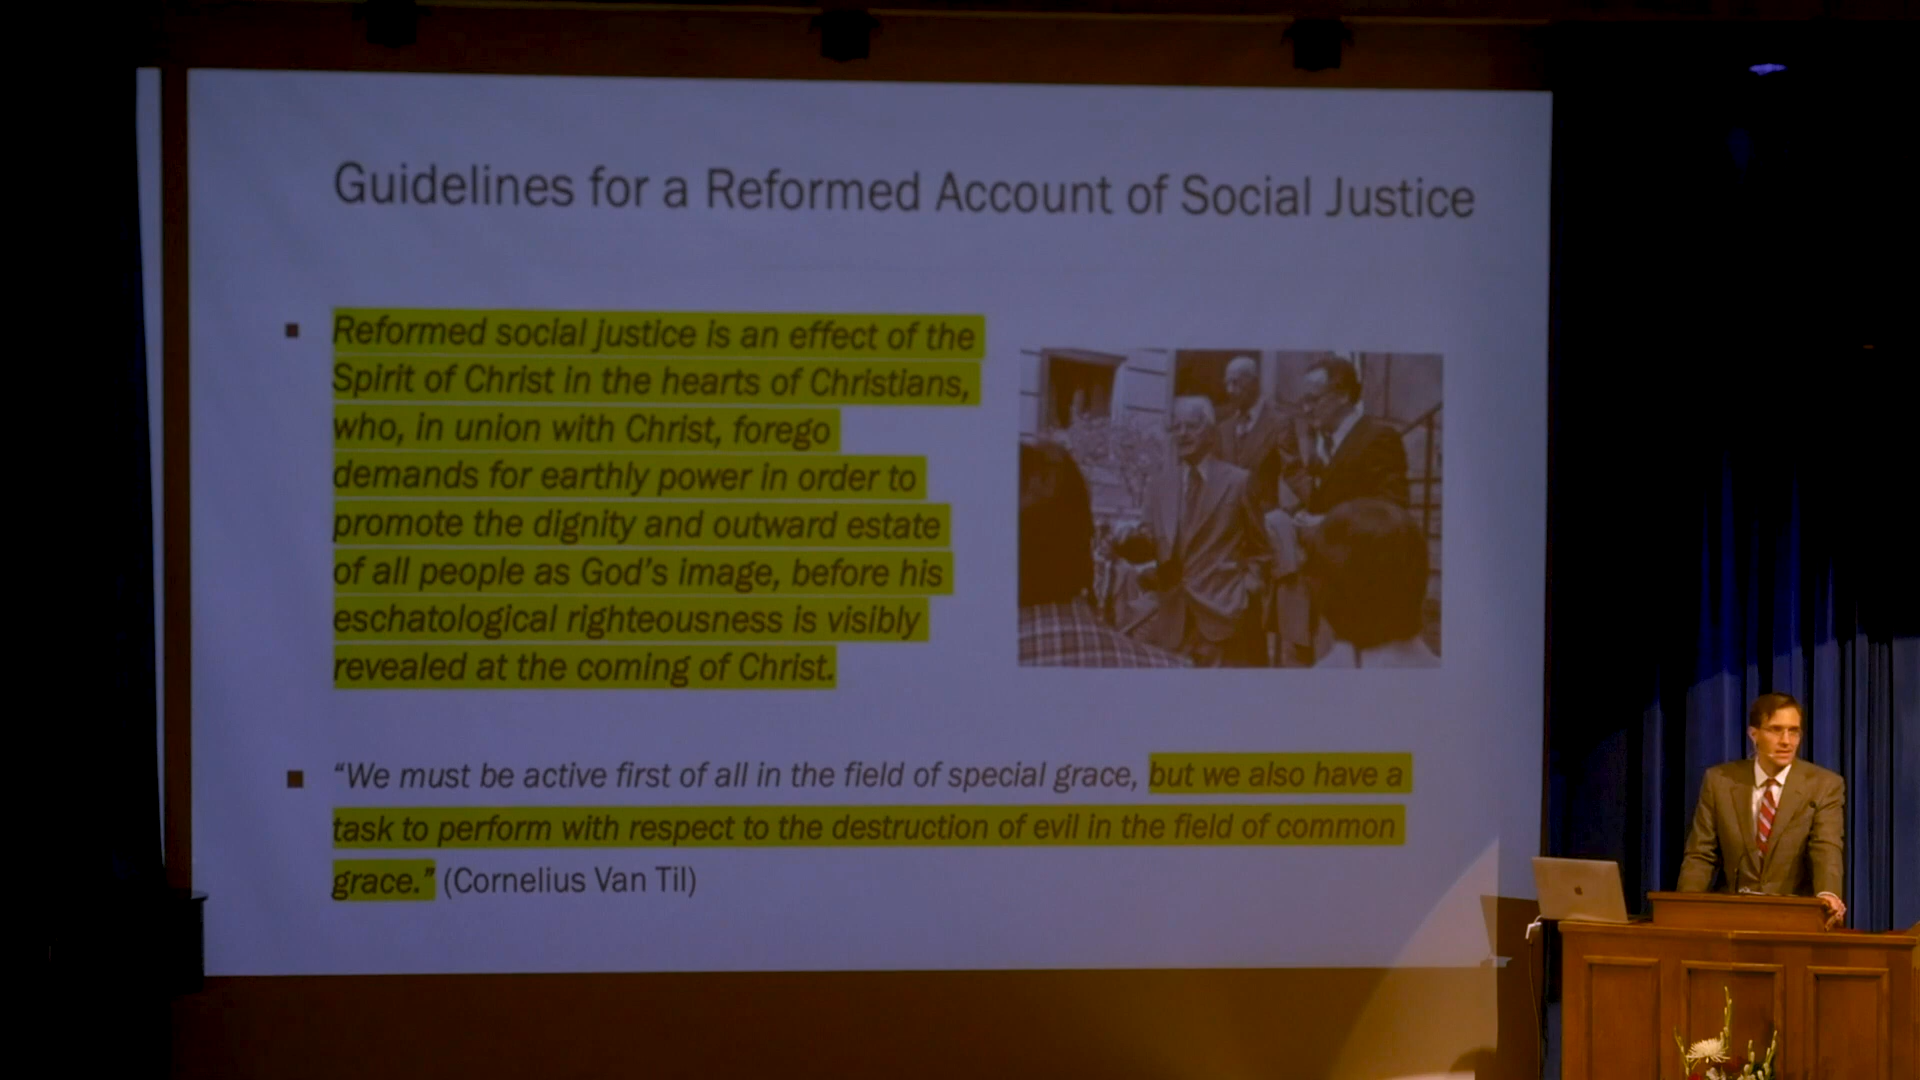 Guidelines for a Reformed Account of Social Justice
▪ Reformed social justice is an effect of the
Spirit of Christ in the hearts of Christians,
who, in union with Christ, forego
demands for earthly power in order to
promote the dignity and outward estate
of all people as God’s image, before his
eschatological righteousness is visibly
revealed at the coming of Christ.
▪ “We must be active first of all in the field of special grace, but we also have a
task to perform with respect to the destruction of evil in the field of common
grace.” (Cornelius Van Til)